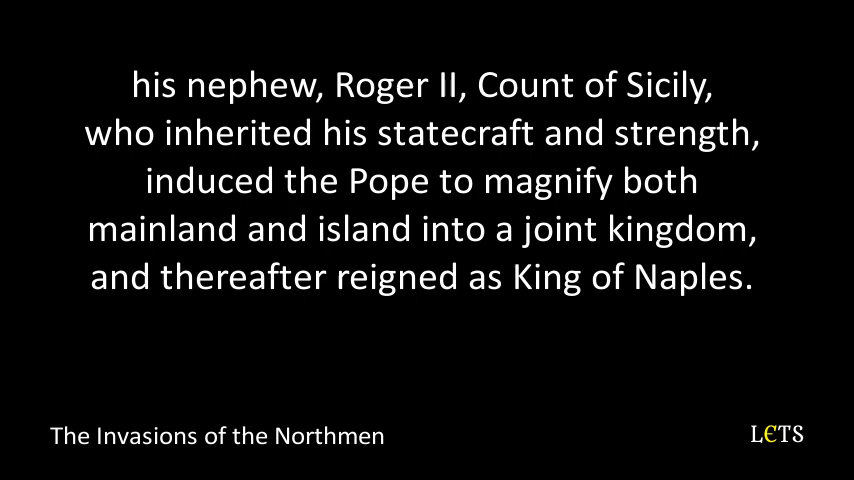 his nephew, Roger II, Count of Sicily,
who inherited his statecraft and strength,
induced the Pope to magnify both
mainland and island into a joint kingdom,
and thereafter reigned as King of Naples.
The Invasions of the Northmen
LЄTS